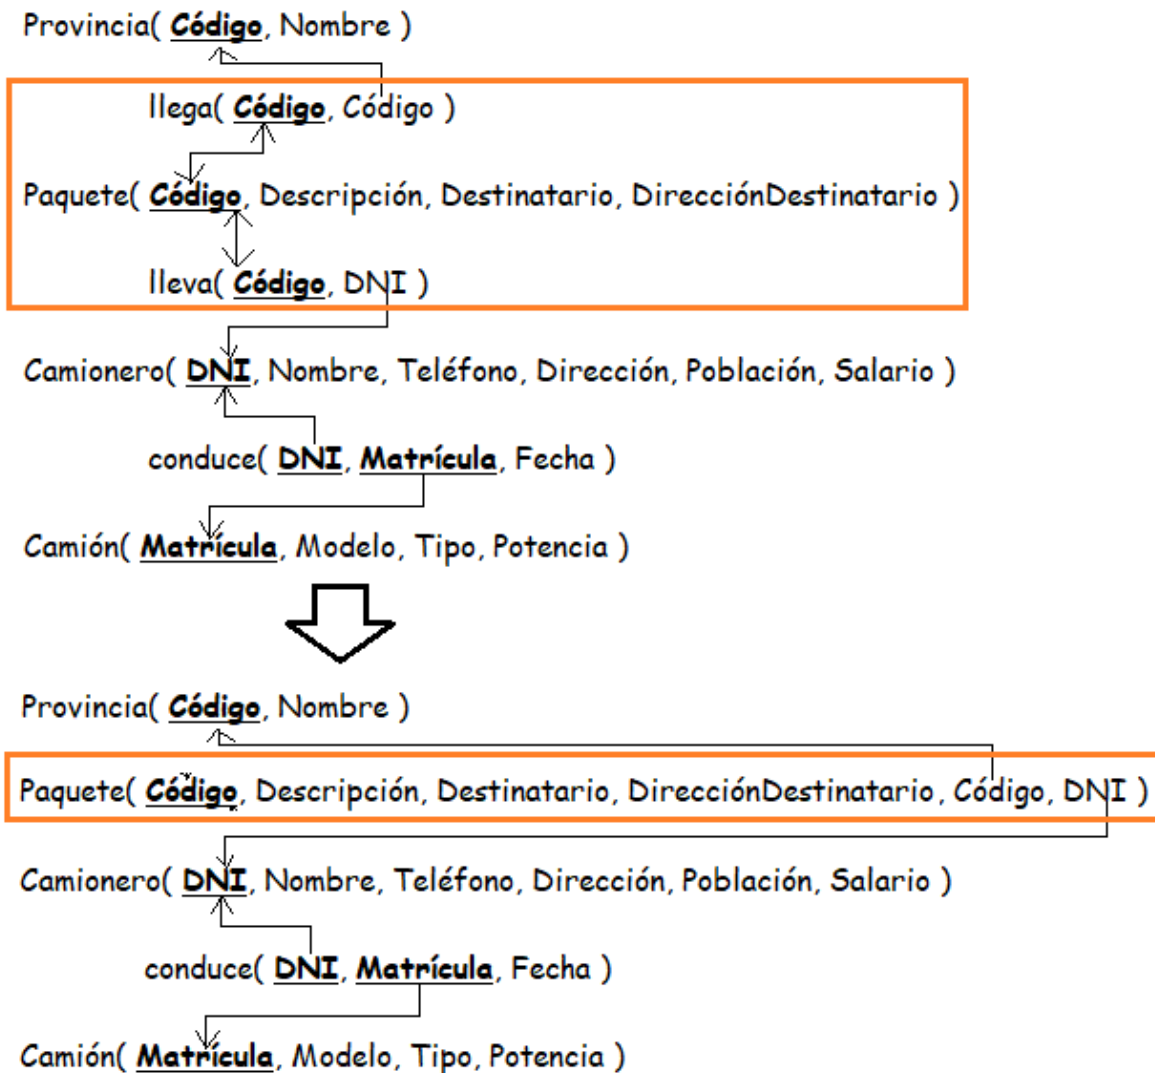 Provincia( Código, Nombre )
llega( Código, Código )
Paquete( Código, Descripción, Destinatario, DirecciónDestinatario )
lleva( Código, DNI )
Camionero( DNI, Nombre, Teléfono, Dirección, Población, Salario )
conduce( DNI, Matrícula, Fecha )
Camión( Matrícula, Modelo, Tipo, Potencia )
Provincia( Código, Nombre )
Paquete( Código, Descripción, Destinatario, DirecciónDestinatario, Código, DNI )
Camionero( DNI, Nombre, Teléfono, Dirección, Población, Salario )
conduce( DNI, Matrícula, Fecha )
Camión( Matrícula, Modelo, Tipo, Potencia )